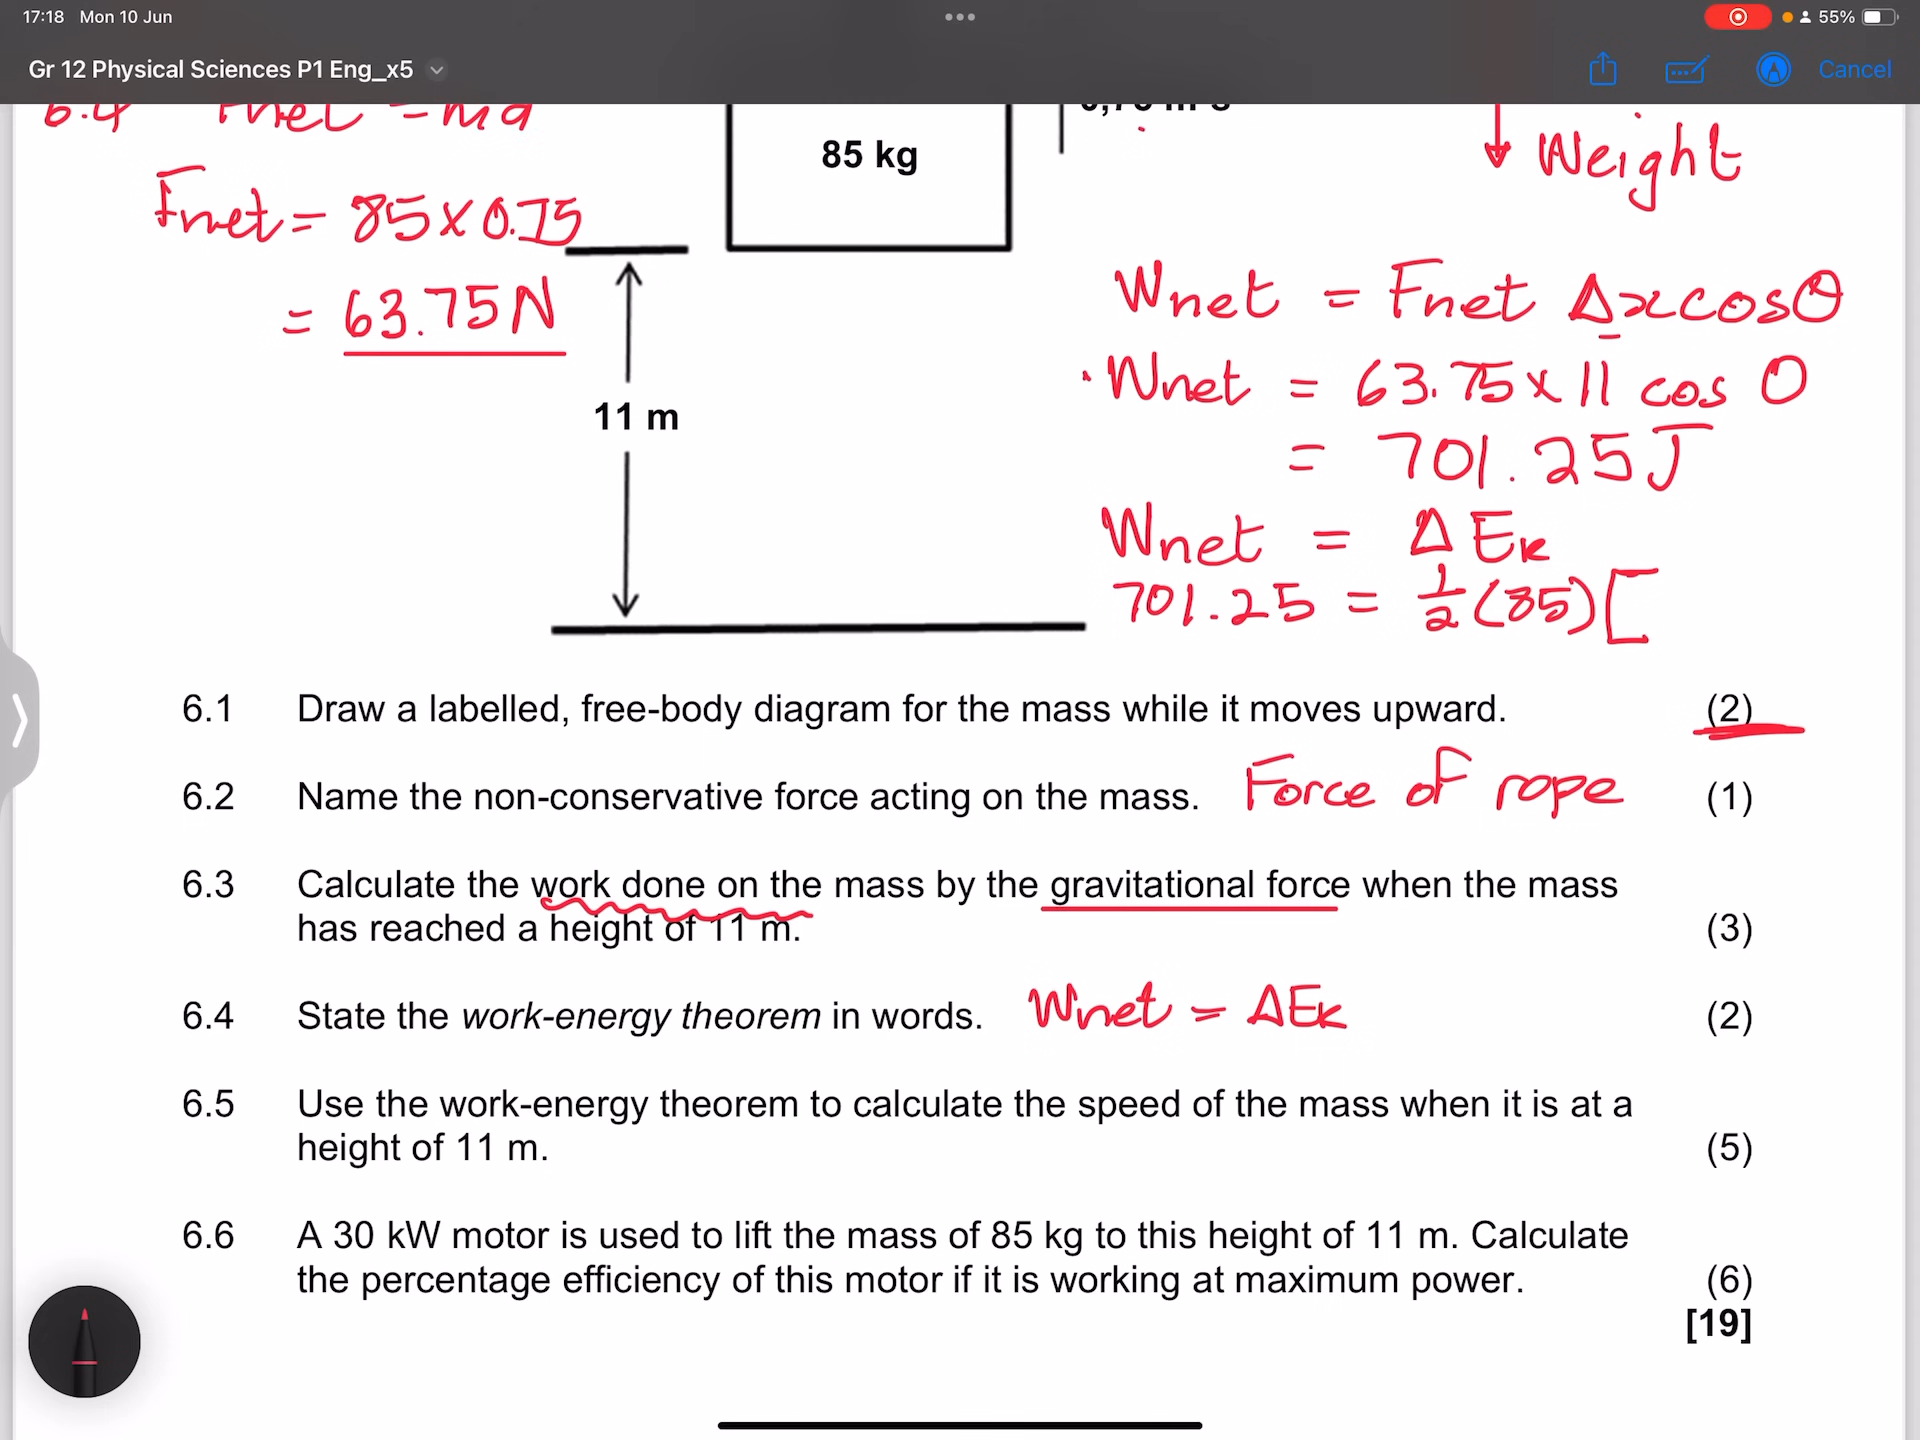 17:18 Mon 10 Jun
55%
Gr 12 Physical Sciences P1 Eng_x5
Cancel
6.4 Fnet = ma
85 kg
Weight
Fnet = 85 x 0.75
= 63.75N
11 m
Wnet = Fnet Δx cosθ
Wnet = 63.75 x 11 cos 0
= 701.25 J
Wnet = ΔEk
701.25 = 1/2 (85) [
6.1 Draw a labelled, free-body diagram for the mass while it moves upward. (2)
6.2 Name the non-conservative force acting on the mass. Force of rope (1)
6.3 Calculate the work done on the mass by the gravitational force when the mass
has reached a height of 11 m. (3)
6.4 State the work-energy theorem in words. Wnet = ΔEk (2)
6.5 Use the work-energy theorem to calculate the speed of the mass when it is at a
height of 11 m. (5)
6.6 A 30 kW motor is used to lift the mass of 85 kg to this height of 11 m. Calculate
the percentage efficiency of this motor if it is working at maximum power. (6)
[19]